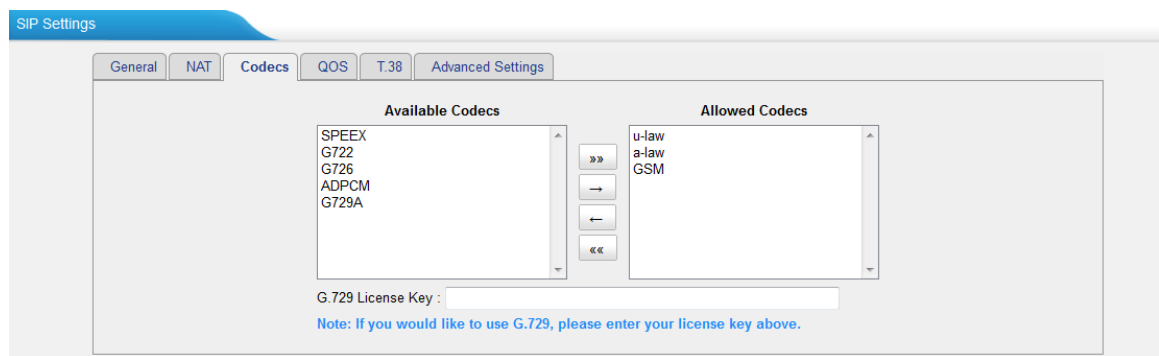 SIP Settings
General NAT Codecs QOS T.38 Advanced Settings
Available Codecs
SPEEX
G722
G726
ADPCM
G729A
»»
→
←
««
Allowed Codecs
u-law
a-law
GSM
G.729 License Key :
Note: If you would like to use G.729, please enter your license key above.